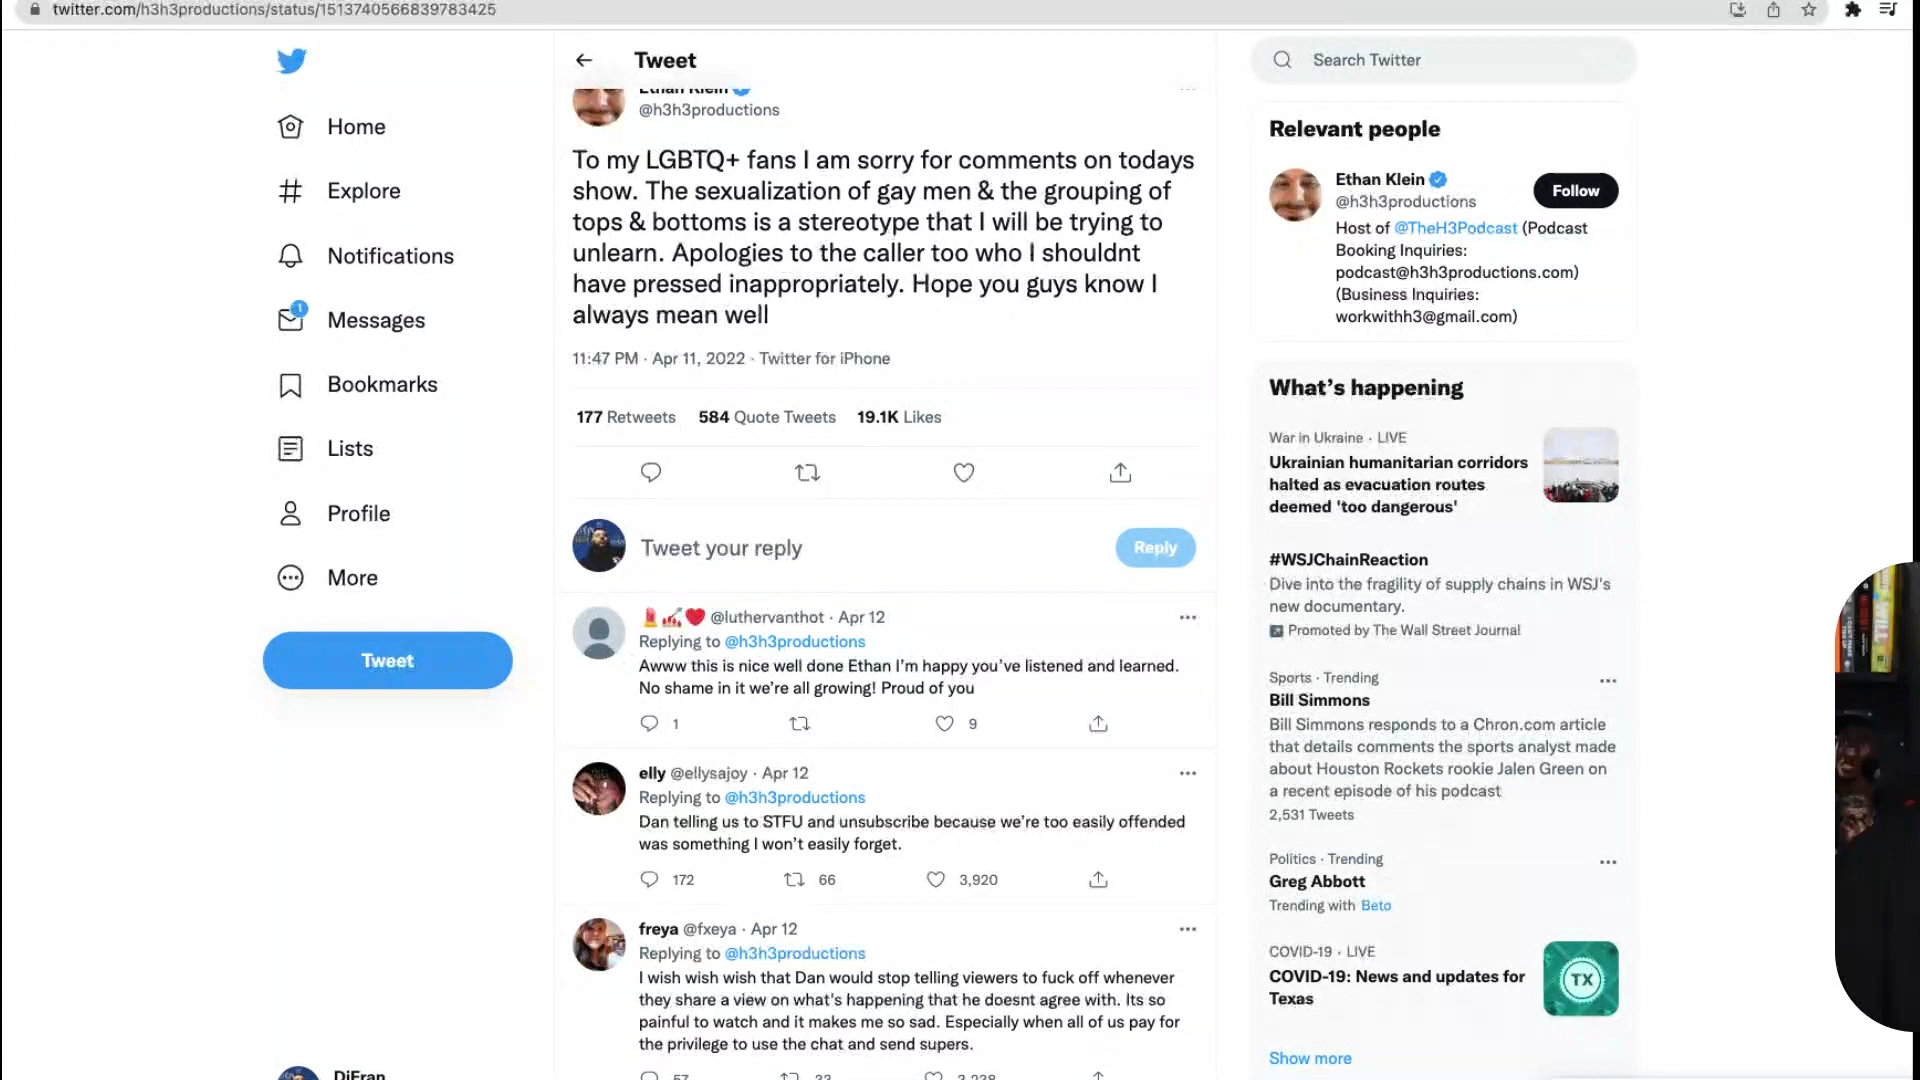 twitter.com/h3h3productions/status/1513740566839783425
Home
Explore
Notifications
1
Messages
Bookmarks
Lists
Profile
More
Tweet
DiFran
Tweet
Ethan Klein
@h3h3productions
To my LGBTQ+ fans I am sorry for comments on todays
show. The sexualization of gay men & the grouping of
tops & bottoms is a stereotype that I will be trying to
unlearn. Apologies to the caller too who I shouldnt
have pressed inappropriately. Hope you guys know I
always mean well
11:47 PM · Apr 11, 2022 · Twitter for iPhone
177 Retweets 584 Quote Tweets 19.1K Likes
Tweet your reply
Reply
@luthervanthot · Apr 12
Replying to @h3h3productions
Awww this is nice well done Ethan I’m happy you’ve listened and learned.
No shame in it we’re all growing! Proud of you
1 9
elly @ellysajoy · Apr 12
Replying to @h3h3productions
Dan telling us to STFU and unsubscribe because we’re too easily offended
was something I won’t easily forget.
172 66 3,920
freya @fxeya · Apr 12
Replying to @h3h3productions
I wish wish wish that Dan would stop telling viewers to fuck off whenever
they share a view on what's happening that he doesnt agree with. Its so
painful to watch and it makes me so sad. Especially when all of us pay for
the privilege to use the chat and send supers.
57 33 3,238
Search Twitter
Relevant people
Ethan Klein
@h3h3productions
Follow
Host of @TheH3Podcast (Podcast
Booking Inquiries:
podcast@h3h3productions.com)
(Business Inquiries:
workwithh3@gmail.com)
What’s happening
War in Ukraine · LIVE
Ukrainian humanitarian corridors
halted as evacuation routes
deemed 'too dangerous'
#WSJChainReaction
Dive into the fragility of supply chains in WSJ's
new documentary.
Promoted by The Wall Street Journal
Sports · Trending
Bill Simmons
Bill Simmons responds to a Chron.com article
that details comments the sports analyst made
about Houston Rockets rookie Jalen Green on
a recent episode of his podcast
2,531 Tweets
Politics · Trending
Greg Abbott
Trending with Beto
COVID-19 · LIVE
COVID-19: News and updates for
Texas
TX
Show more